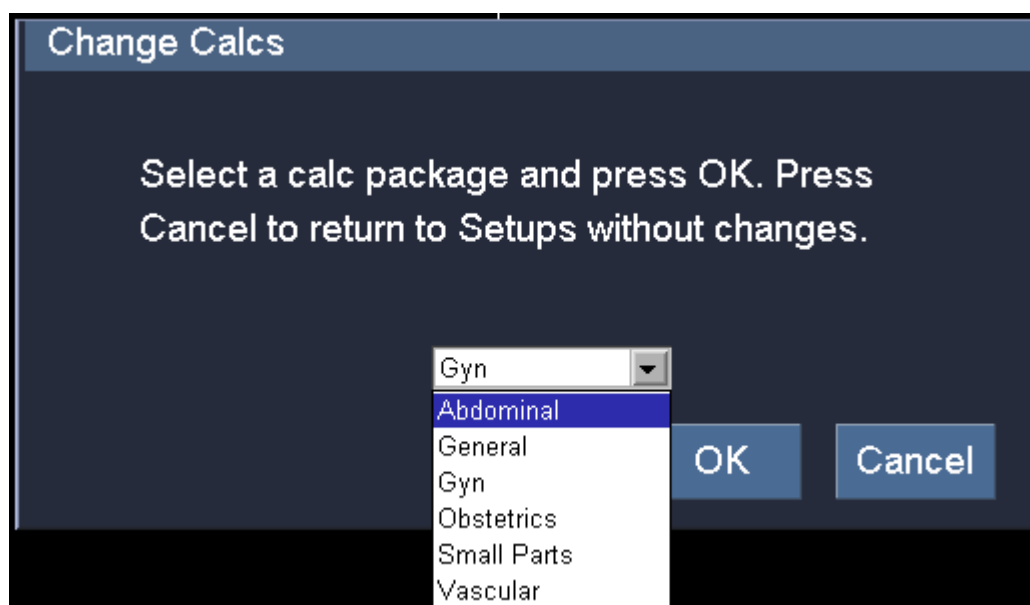 Change Calcs
Select a calc package and press OK. Press
Cancel to return to Setups without changes.
Gyn
Abdominal
General
Gyn
Obstetrics
Small Parts
Vascular
OK
Cancel